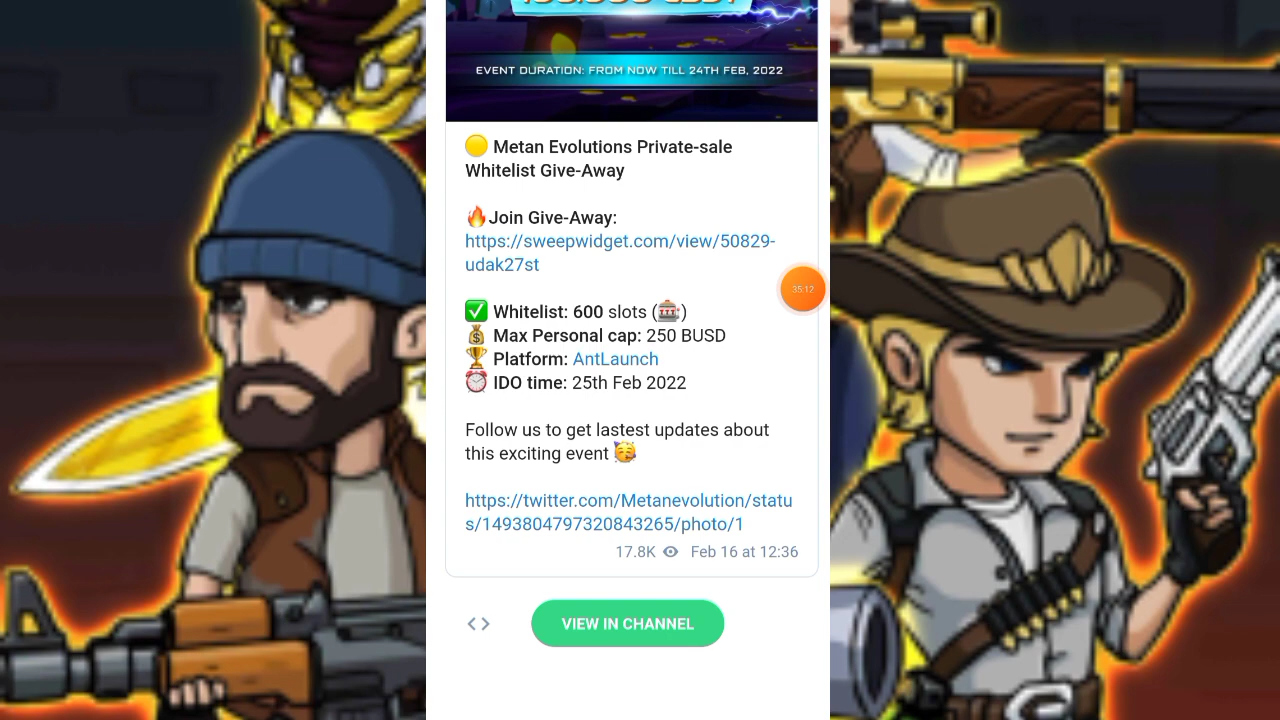 EVENT DURATION: FROM NOW TILL 24TH FEB, 2022
🟡 Metan Evolutions Private-sale
Whitelist Give-Away
🔥Join Give-Away:
https://sweepwidget.com/view/50829-
udak27st
35:12
✅ Whitelist: 600 slots (🎰)
💰 Max Personal cap: 250 BUSD
🏆 Platform: AntLaunch
⏰ IDO time: 25th Feb 2022
Follow us to get lastest updates about
this exciting event 🥳
https://twitter.com/Metanevolution/statu
s/1493804797320843265/photo/1
17.8K Feb 16 at 12:36
VIEW IN CHANNEL